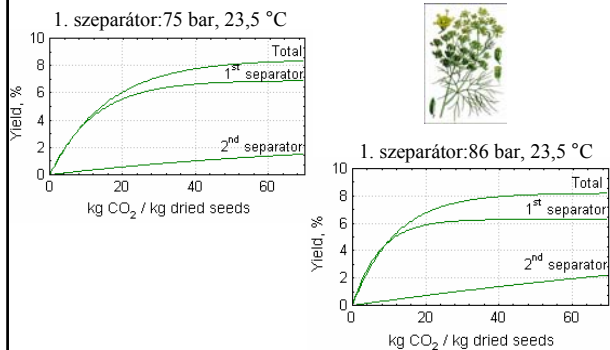 1. szeparátor:75 bar, 23,5 °C
10
8
6
4
2
0
Yield, %
Total
1st separator
2nd separator
0
20
40
60
kg CO2 / kg dried seeds
1. szeparátor:86 bar, 23,5 °C
10
8
6
4
2
0
Yield, %
Total
1st separator
2nd separator
0
20
40
60
kg CO2 / kg dried seeds